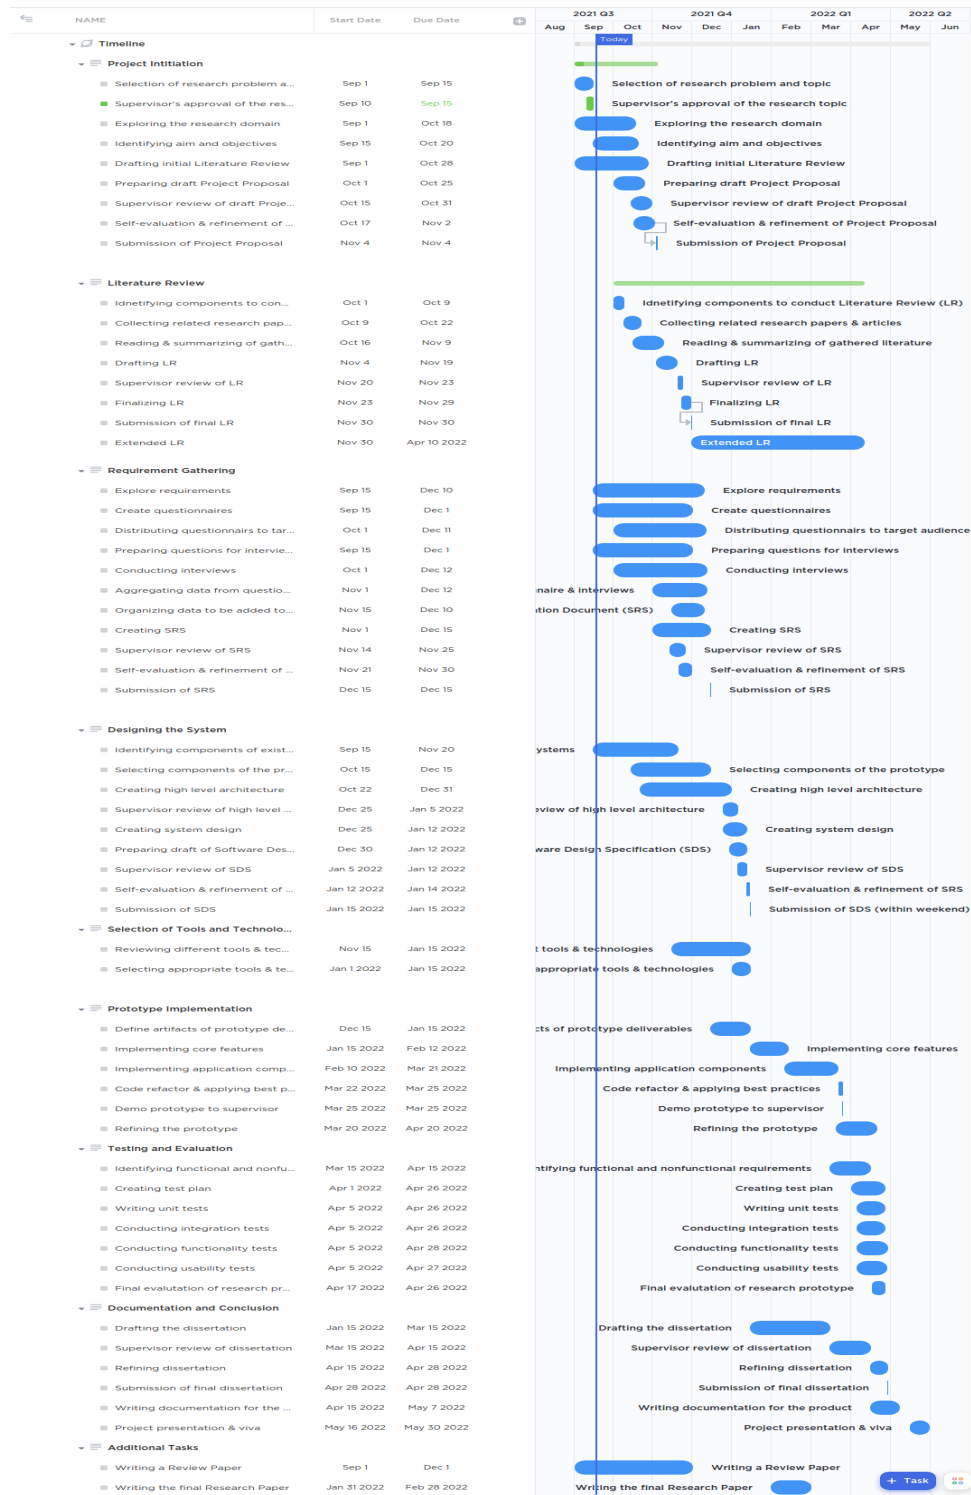 NAME Start Date Due Date 2021 Q3 2021 Q4 2022 Q1 2022 Q2
Aug Sep Oct Nov Dec Jan Feb Mar Apr May Jun
Today
Timeline
Project Intitiation
Selection of research problem a... Sep 1 Sep 15 Selection of research problem and topic
Supervisor's approval of the res... Sep 10 Sep 15 Supervisor's approval of the research topic
Exploring the research domain Sep 1 Oct 18 Exploring the research domain
Identifying aim and objectives Sep 15 Oct 20 Identifying aim and objectives
Drafting initial Literature Review Sep 1 Oct 28 Drafting initial Literature Review
Preparing draft Project Proposal Oct 1 Oct 25 Preparing draft Project Proposal
Supervisor review of draft Proje... Oct 15 Oct 31 Supervisor review of draft Project Proposal
Self-evaluation & refinement of ... Oct 17 Nov 2 Self-evaluation & refinement of Project Proposal
Submission of Project Proposal Nov 4 Nov 4 Submission of Project Proposal
Literature Review
Idnetifying components to con... Oct 1 Oct 9 Idnetifying components to conduct Literature Review (LR)
Collecting related research pap... Oct 9 Oct 22 Collecting related research papers & articles
Reading & summarizing of gath... Oct 16 Nov 9 Reading & summarizing of gathered literature
Drafting LR Nov 4 Nov 19 Drafting LR
Supervisor review of LR Nov 20 Nov 23 Supervisor review of LR
Finalizing LR Nov 23 Nov 29 Finalizing LR
Submission of final LR Nov 30 Nov 30 Submission of final LR
Extended LR Nov 30 Apr 10 2022 Extended LR
Requirement Gathering
Explore requirements Sep 15 Dec 10 Explore requirements
Create questionnaires Sep 15 Dec 1 Create questionnaires
Distributing questionnairs to tar... Oct 1 Dec 11 Distributing questionnairs to target audience
Preparing questions for intervie... Sep 15 Dec 1 Preparing questions for interviews
Conducting interviews Oct 1 Dec 12 Conducting interviews
Aggregating data from questio... Nov 1 Dec 12 nnaire & interviews
Organizing data to be added to... Nov 15 Dec 10 ation Document (SRS)
Creating SRS Nov 1 Dec 15 Creating SRS
Supervisor review of SRS Nov 14 Nov 25 Supervisor review of SRS
Self-evaluation & refinement of ... Nov 21 Nov 30 Self-evaluation & refinement of SRS
Submission of SRS Dec 15 Dec 15 Submission of SRS
Designing the System
Identifying components of exist... Sep 15 Nov 20 ystems
Selecting components of the pr... Oct 15 Dec 15 Selecting components of the prototype
Creating high level architecture Oct 22 Dec 31 Creating high level architecture
Supervisor review of high level ... Dec 25 Jan 5 2022 eview of high level architecture
Creating system design Dec 25 Jan 12 2022 Creating system design
Preparing draft of Software Des... Dec 30 Jan 12 2022 ware Design Specification (SDS)
Supervisor review of SDS Jan 5 2022 Jan 12 2022 Supervisor review of SDS
Self-evaluation & refinement of ... Jan 12 2022 Jan 14 2022 Self-evaluation & refinement of SRS
Submission of SDS Jan 15 2022 Jan 15 2022 Submission of SDS (within weekend)
Selection of Tools and Technolo...
Reviewing different tools & tec... Nov 15 Jan 15 2022 t tools & technologies
Selecting appropriate tools & te... Jan 1 2022 Jan 15 2022 appropriate tools & technologies
Prototype Implementation
Define artifacts of prototype de... Dec 15 Jan 15 2022 cts of prototype deliverables
Implementing core features Jan 15 2022 Feb 12 2022 Implementing core features
Implementing application comp... Feb 10 2022 Mar 21 2022 Implementing application components
Code refactor & applying best p... Mar 22 2022 Mar 25 2022 Code refactor & applying best practices
Demo prototype to supervisor Mar 25 2022 Mar 25 2022 Demo prototype to supervisor
Refining the prototype Mar 20 2022 Apr 20 2022 Refining the prototype
Testing and Evaluation
Identifying functional and nonfu... Mar 15 2022 Apr 15 2022 ntifying functional and nonfunctional requirements
Creating test plan Apr 1 2022 Apr 26 2022 Creating test plan
Writing unit tests Apr 5 2022 Apr 26 2022 Writing unit tests
Conducting integration tests Apr 5 2022 Apr 26 2022 Conducting integration tests
Conducting functionality tests Apr 5 2022 Apr 28 2022 Conducting functionality tests
Conducting usability tests Apr 5 2022 Apr 27 2022 Conducting usability tests
Final evalutation of research pr... Apr 17 2022 Apr 26 2022 Final evalutation of research prototype
Documentation and Conclusion
Drafting the dissertation Jan 15 2022 Mar 15 2022 Drafting the dissertation
Supervisor review of dissertation Mar 15 2022 Apr 15 2022 Supervisor review of dissertation
Refining dissertation Apr 15 2022 Apr 28 2022 Refining dissertation
Submission of final dissertation Apr 28 2022 Apr 28 2022 Submission of final dissertation
Writing documentation for the ... Apr 15 2022 May 7 2022 Writing documentation for the product
Project presentation & viva May 16 2022 May 30 2022 Project presentation & viva
Additional Tasks
Writing a Review Paper Sep 1 Dec 1 Writing a Review Paper
+ Task
Writing the final Research Paper Jan 31 2022 Feb 28 2022 Writing the final Research Paper